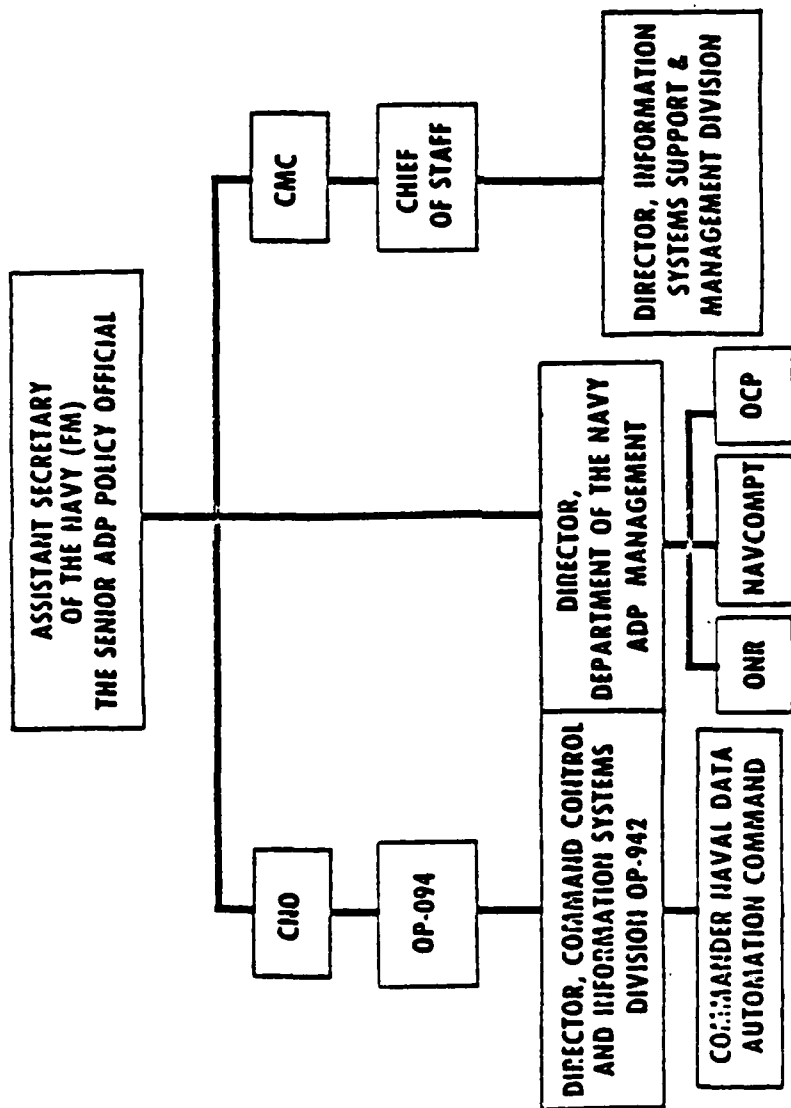 ASSISTANT SECRETARY
OF THE NAVY (FM)
THE SENIOR ADP POLICY OFFICIAL
CNO
CMC
OP-094
CHIEF
OF STAFF
DIRECTOR, COMMAND CONTROL
AND INFORMATION SYSTEMS
DIVISION OP-942
DIRECTOR,
DEPARTMENT OF THE NAVY
ADP MANAGEMENT
DIRECTOR, INFORMATION
SYSTEMS SUPPORT &
MANAGEMENT DIVISION
COMMANDER NAVAL DATA
AUTOMATION COMMAND
ONR
NAVCOMPT
OCP